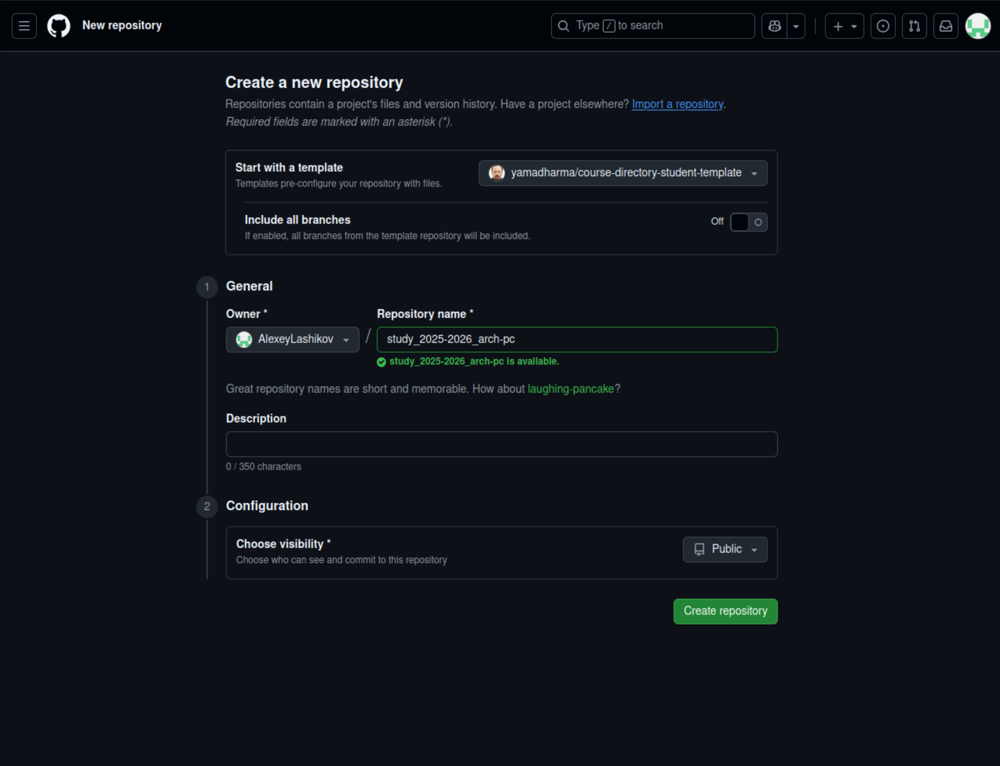 New repository
Type / to search
Create a new repository
Repositories contain a project's files and version history. Have a project elsewhere? Import a repository.
Required fields are marked with an asterisk (*).
Start with a template
yamadharma/course-directory-student-template
Templates pre-configure your repository with files.
Include all branches
Off
If enabled, all branches from the template repository will be included.
1 General
Owner *
Repository name *
AlexeyLashikov / study_2025-2026_arch-pc
study_2025-2026_arch-pc is available.
Great repository names are short and memorable. How about laughing-pancake?
Description
0 / 350 characters
2 Configuration
Choose visibility *
Public
Choose who can see and commit to this repository
Create repository